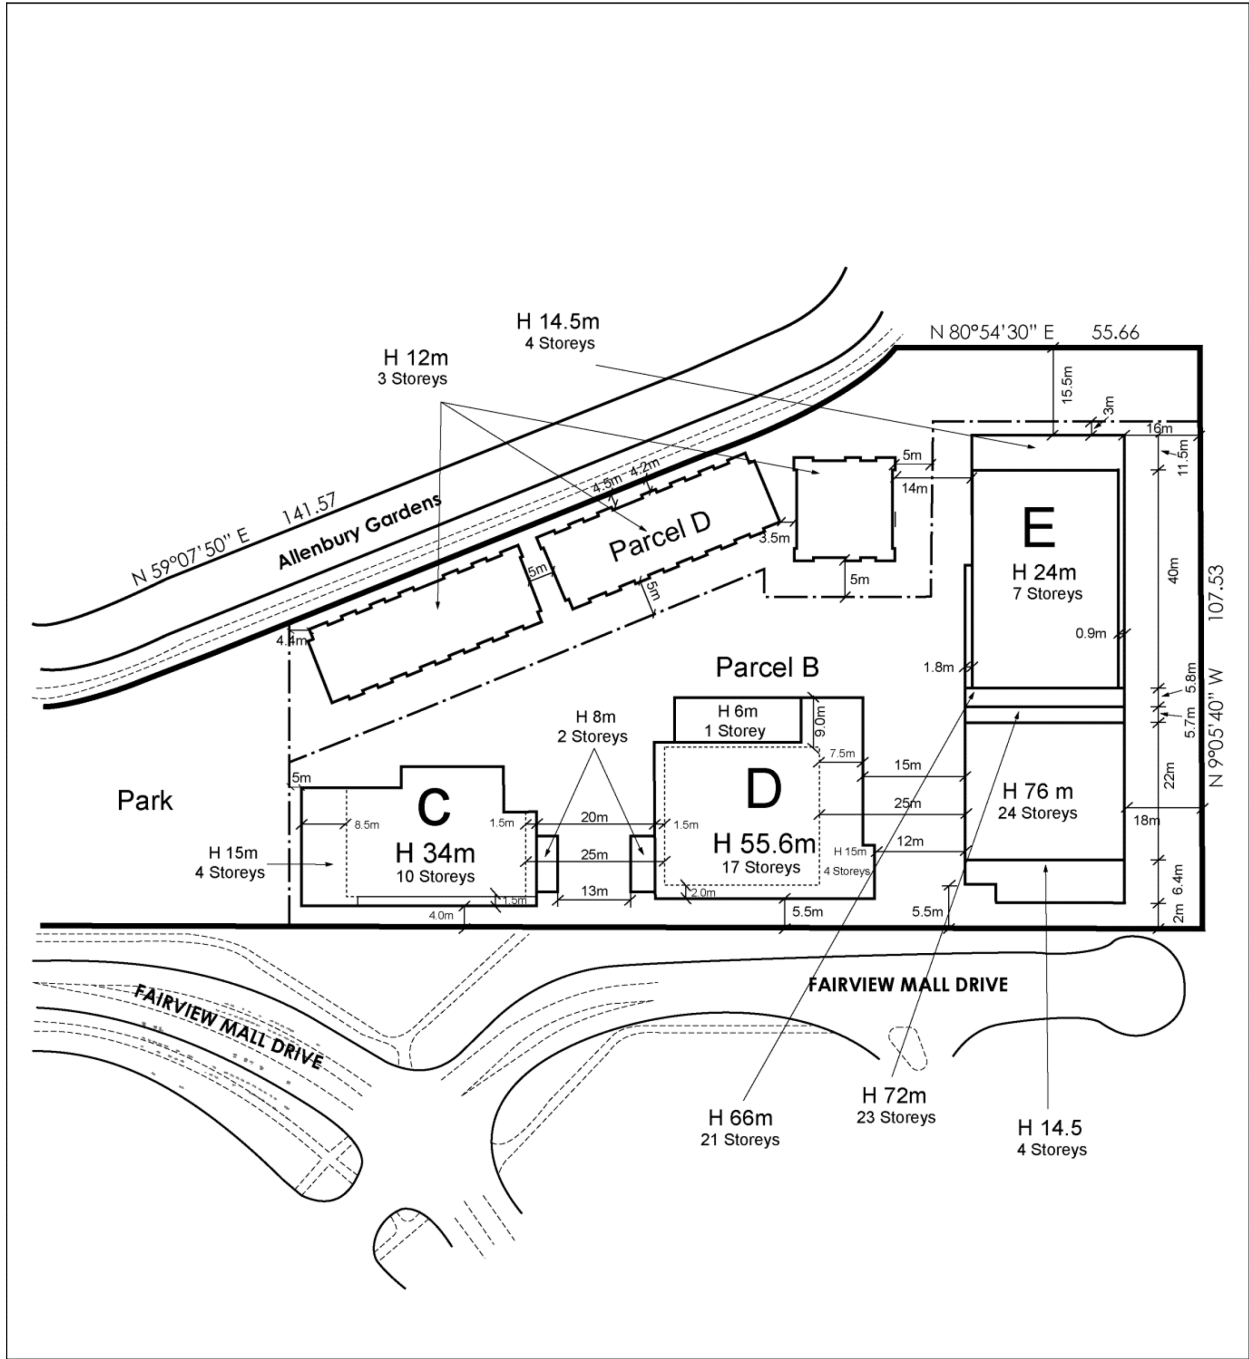 H 14.5m
4 Storeys
N 80°54'30" E 55.66
H 12m
3 Storeys
15.5m
3m
16m
11.5m
5m
14m
4.2m
4.5m
N 59°07'50" E 141.57
Allenbury Gardens
Parcel D
3.5m
E
H 24m
7 Storeys
40m
107.53
N 9°05'40" W
5m
5m
5m
4.4m
0.9m
Parcel B
1.8m
5.8m
H 8m
2 Storeys
H 6m
1 Storey
9.0m
5.7m
7.5m
15m
22m
5m
Park
C
D
H 76 m
24 Storeys
25m
18m
8.5m
1.5m
20m
1.5m
H 34m
10 Storeys
25m
H 55.6m
17 Storeys
H 15m
4 Storeys
12m
H 15m
4 Storeys
13m
2.0m
1.5m
6.4m
4.0m
5.5m
5.5m
2m
FAIRVIEW MALL DRIVE
FAIRVIEW MALL DRIVE
H 72m
23 Storeys
H 66m
21 Storeys
H 14.5
4 Storeys